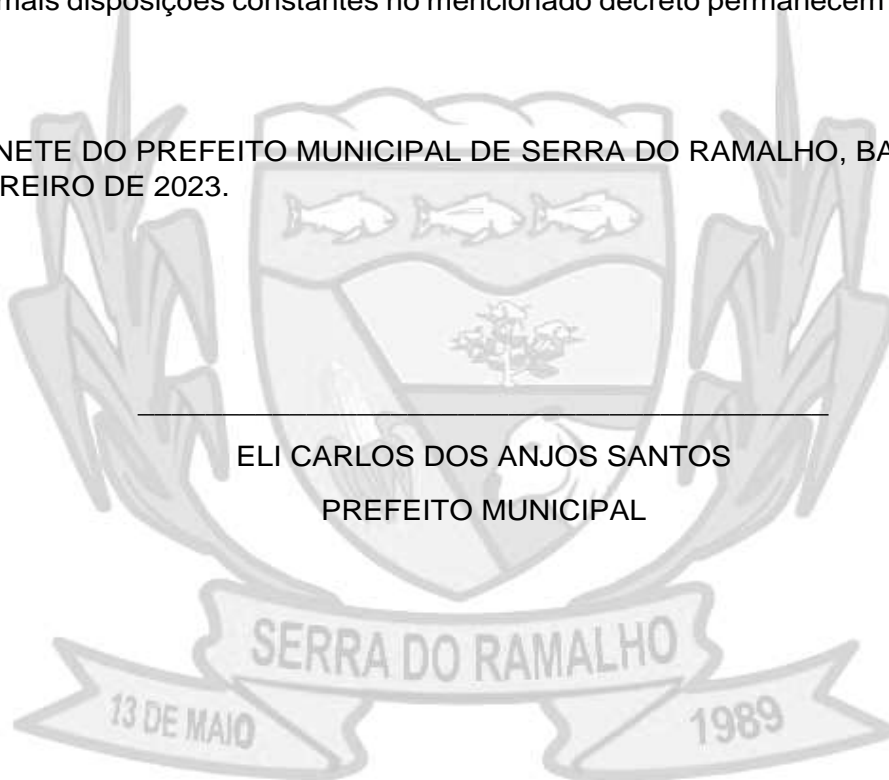 mais disposições constantes no mencionado decreto permanecem
NETE DO PREFEITO MUNICIPAL DE SERRA DO RAMALHO, BA
REIRO DE 2023.
ELI CARLOS DOS ANJOS SANTOS
PREFEITO MUNICIPAL
SERRA DO RAMALHO
13 DE MAIO
1989